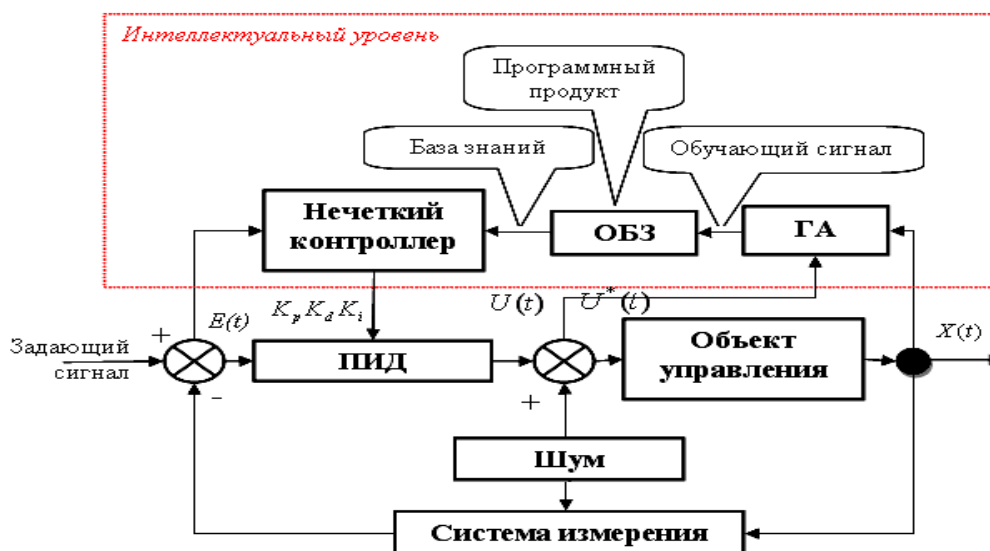 Интеллектуальный уровень
Программный
продукт
База знаний
Обучающий сигнал
Нечеткий
контроллер
ОБЗ
ГА
E(t)
K_p K_d K_i
U(t)
U*(t)
X(t)
+
Задающий
сигнал
ПИД
Объект
управления
-
+
Шум
Система измерения